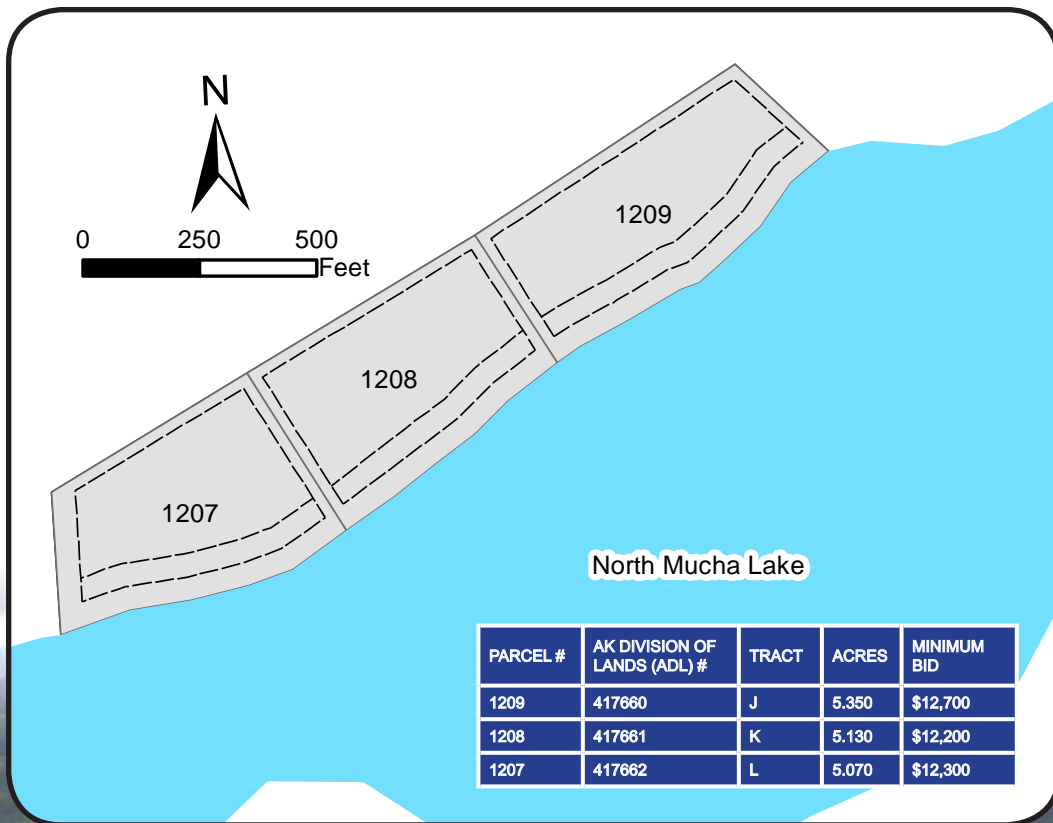 N
0 250 500
Feet
1209
1208
1207
North Mucha Lake
PARCEL # AK DIVISION OF LANDS (ADL) # TRACT ACRES MINIMUM BID
1209 417660 J 5.350 $12,700
1208 417661 K 5.130 $12,200
1207 417662 L 5.070 $12,300